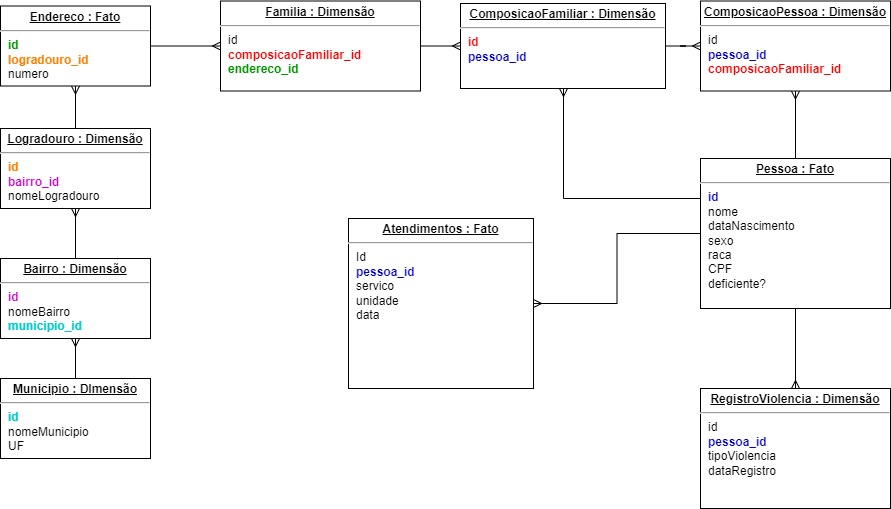 Endereco : Fato
id
logradouro_id
numero
Familia : Dimensão
id
composicaoFamiliar_id
endereco_id
ComposicaoFamiliar : Dimensão
id
pessoa_id
ComposicaoPessoa : Dimensão
id
pessoa_id
composicaoFamiliar_id
Logradouro : Dimensão
id
bairro_id
nomeLogradouro
Pessoa : Fato
id
nome
dataNascimento
sexo
raca
CPF
deficiente?
Atendimentos : Fato
Id
pessoa_id
servico
unidade
data
Bairro : Dimensão
id
nomeBairro
municipio_id
Municipio : DImensão
id
nomeMunicipio
UF
RegistroViolencia : Dimensão
id
pessoa_id
tipoViolencia
dataRegistro